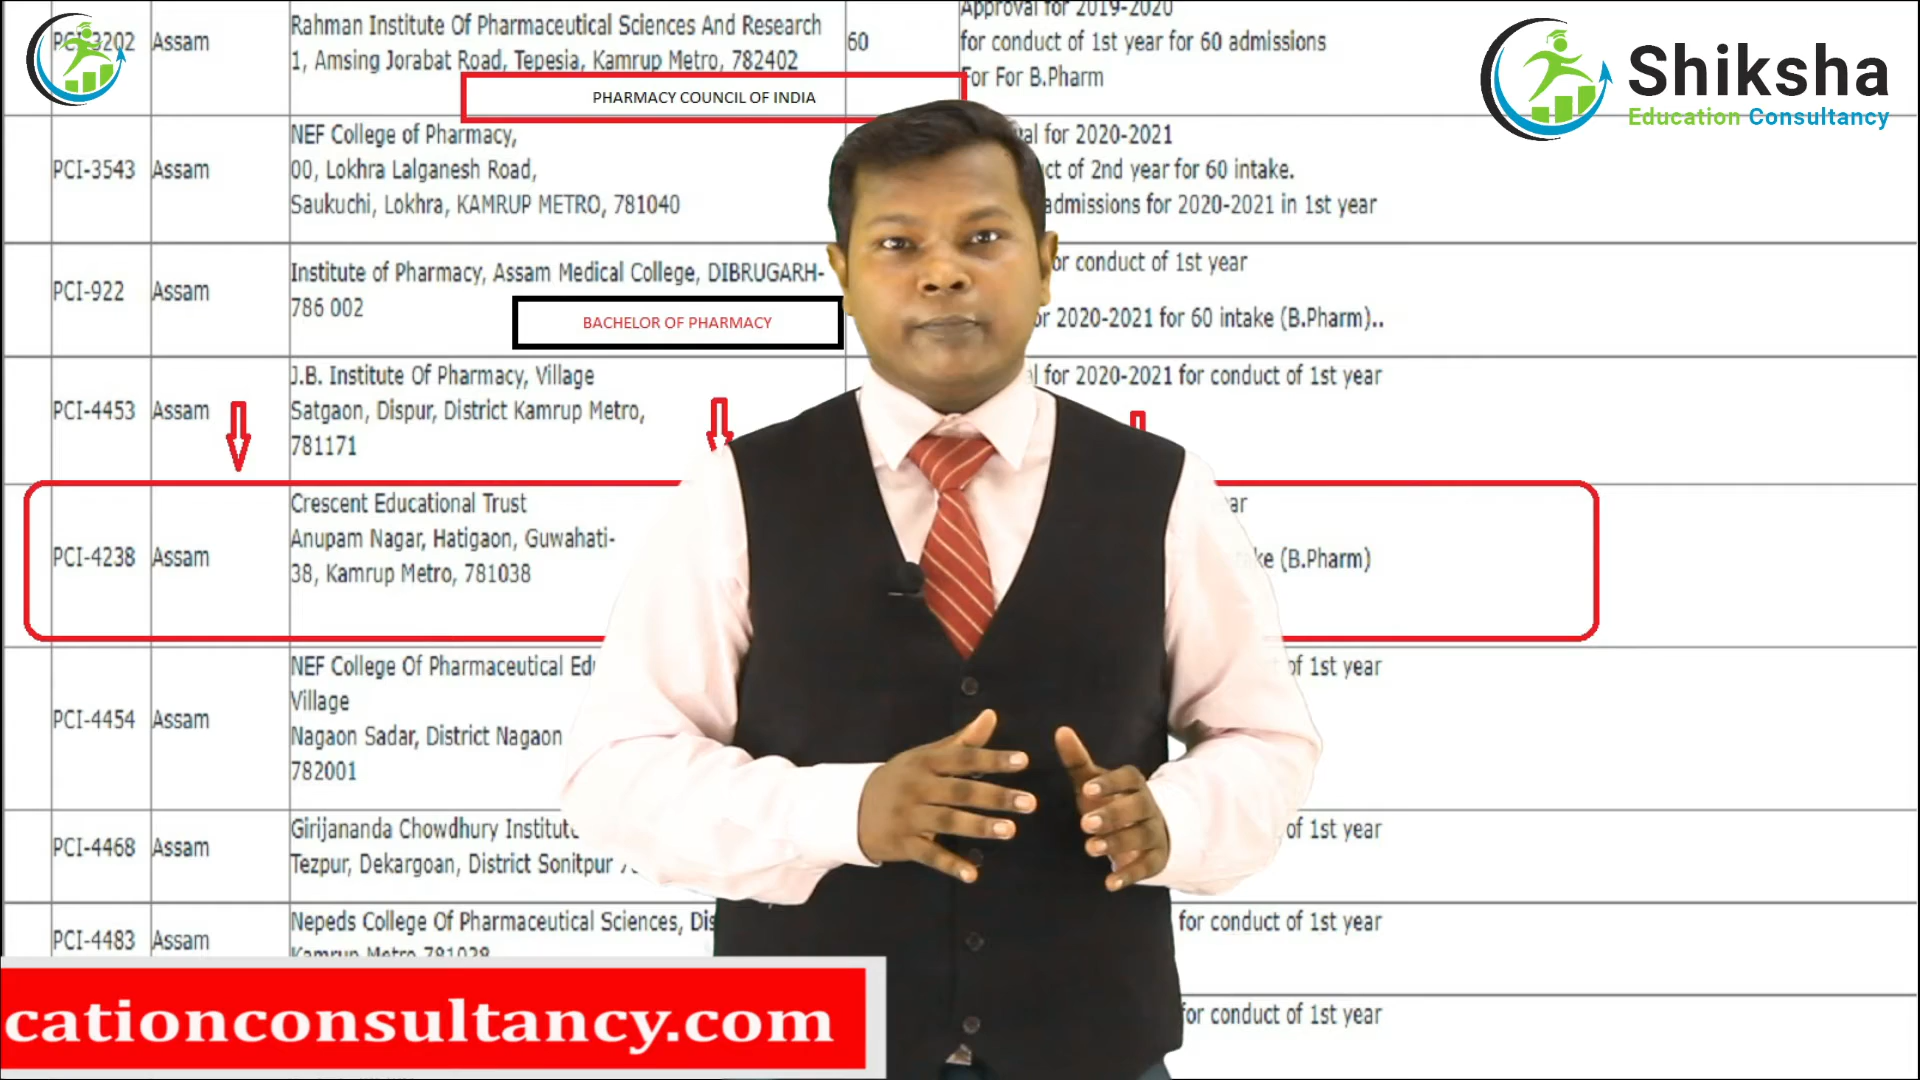 PCI-3202
Assam
Rahman Institute Of Pharmaceutical Sciences And Research
1, Amsing Jorabat Road, Tepesia, Kamrup Metro, 782402
60
Approval for 2019-2020
for conduct of 1st year for 60 admissions
For For B.Pharm
Shiksha
Education Consultancy
PHARMACY COUNCIL OF INDIA
PCI-3543
Assam
NEF College of Pharmacy,
00, Lokhra Lalganesh Road,
Saukuchi, Lokhra, KAMRUP METRO, 781040
for 2020-2021
of 2nd year for 60 intake.
admissions for 2020-2021 in 1st year
PCI-922
Assam
Institute of Pharmacy, Assam Medical College, DIBRUGARH-
786 002
conduct of 1st year
2020-2021 for 60 intake (B.Pharm)..
BACHELOR OF PHARMACY
PCI-4453
Assam
J.B. Institute Of Pharmacy, Village
Satgaon, Dispur, District Kamrup Metro,
781171
for 2020-2021 for conduct of 1st year
PCI-4238
Assam
Crescent Educational Trust
Anupam Nagar, Hatigaon, Guwahati-
38, Kamrup Metro, 781038
(B.Pharm)
PCI-4454
Assam
NEF College Of Pharmaceutical
Village
Nagaon Sadar, District Nagaon
782001
of 1st year
PCI-4468
Assam
Girijananda Chowdhury Institute
Tezpur, Dekargoan, District Sonitpur
of 1st year
PCI-4483
Assam
Nepeds College Of Pharmaceutical Sciences,
Kamrup Metro 781028
for conduct of 1st year
for conduct of 1st year
cationconsultancy.com